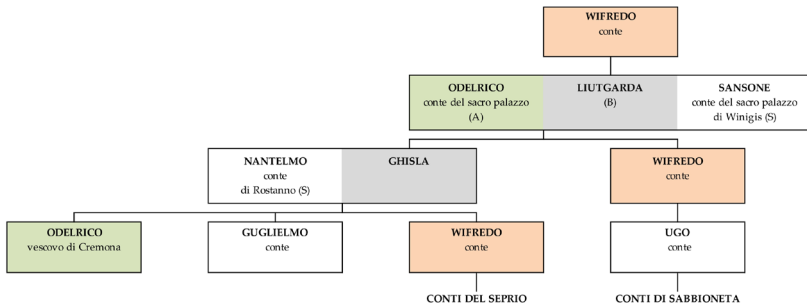 WIFREDO
conte
ODELRICO
conte del sacro palazzo
(A)
LIUTGARDA
(B)
SANSONE
conte del sacro palazzo
di Winigis (S)
NANTELMO
conte
di Rostanno (S)
GHISLA
WIFREDO
conte
ODELRICO
vescovo di Cremona
GUGLIELMO
conte
WIFREDO
conte
UGO
conte
CONTI DEL SEPRIO
CONTI DI SABBIONETA